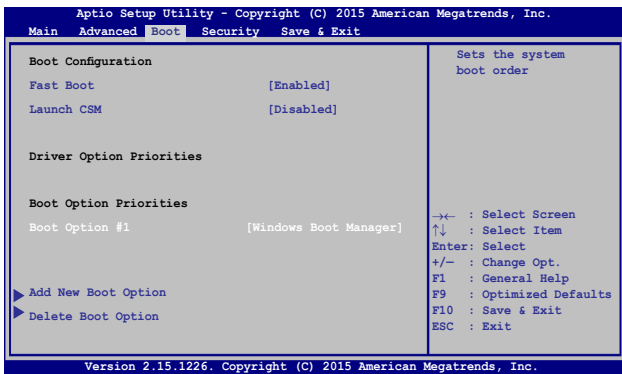 Aptio Setup Utility - Copyright (C) 2015 American Megatrends, Inc.
Main Advanced Boot Security Save & Exit
Boot Configuration
Fast Boot [Enabled]
Launch CSM [Disabled]
Driver Option Priorities
Boot Option Priorities
Boot Option #1 [Windows Boot Manager]
Add New Boot Option
Delete Boot Option
Sets the system
boot order
→← : Select Screen
↑↓ : Select Item
Enter: Select
+/— : Change Opt.
F1 : General Help
F9 : Optimized Defaults
F10 : Save & Exit
ESC : Exit
Version 2.15.1226. Copyright (C) 2015 American Megatrends, Inc.